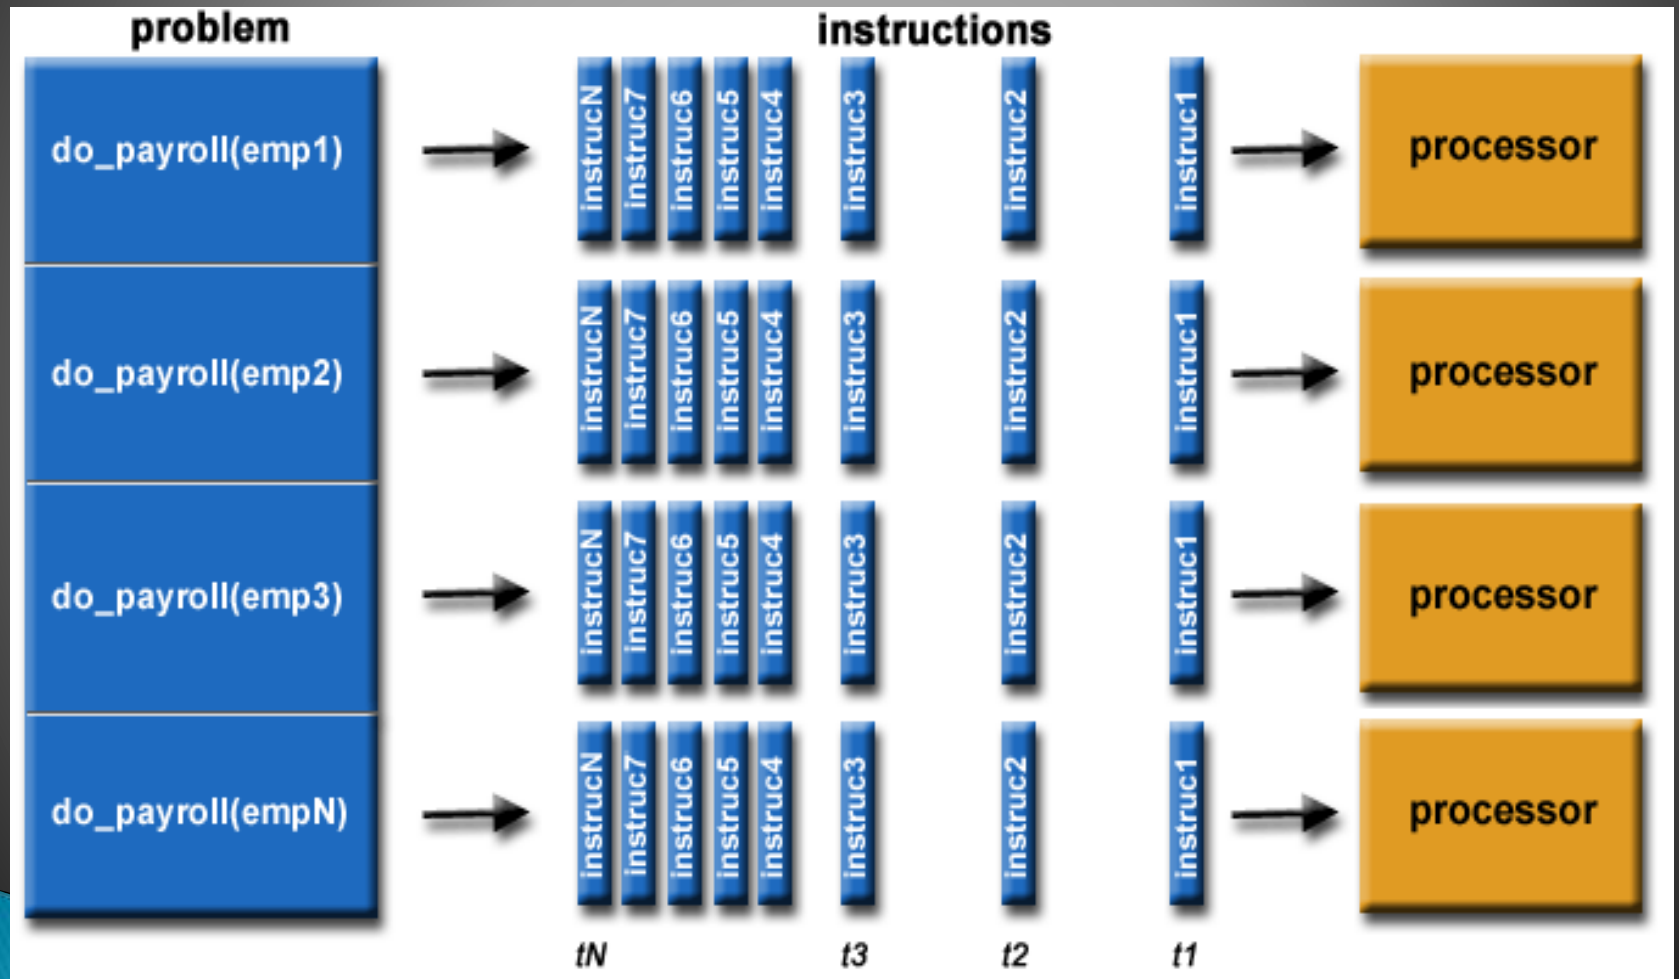 problem
instructions
do_payroll(emp1)
instrucN
instruc7
instruc6
instruc5
instruc4
instruc3
instruc2
instruc1
processor
do_payroll(emp2)
instrucN
instruc7
instruc6
instruc5
instruc4
instruc3
instruc2
instruc1
processor
do_payroll(emp3)
instrucN
instruc7
instruc6
instruc5
instruc4
instruc3
instruc2
instruc1
processor
do_payroll(empN)
instrucN
instruc7
instruc6
instruc5
instruc4
instruc3
instruc2
instruc1
processor
tN
t3
t2
t1